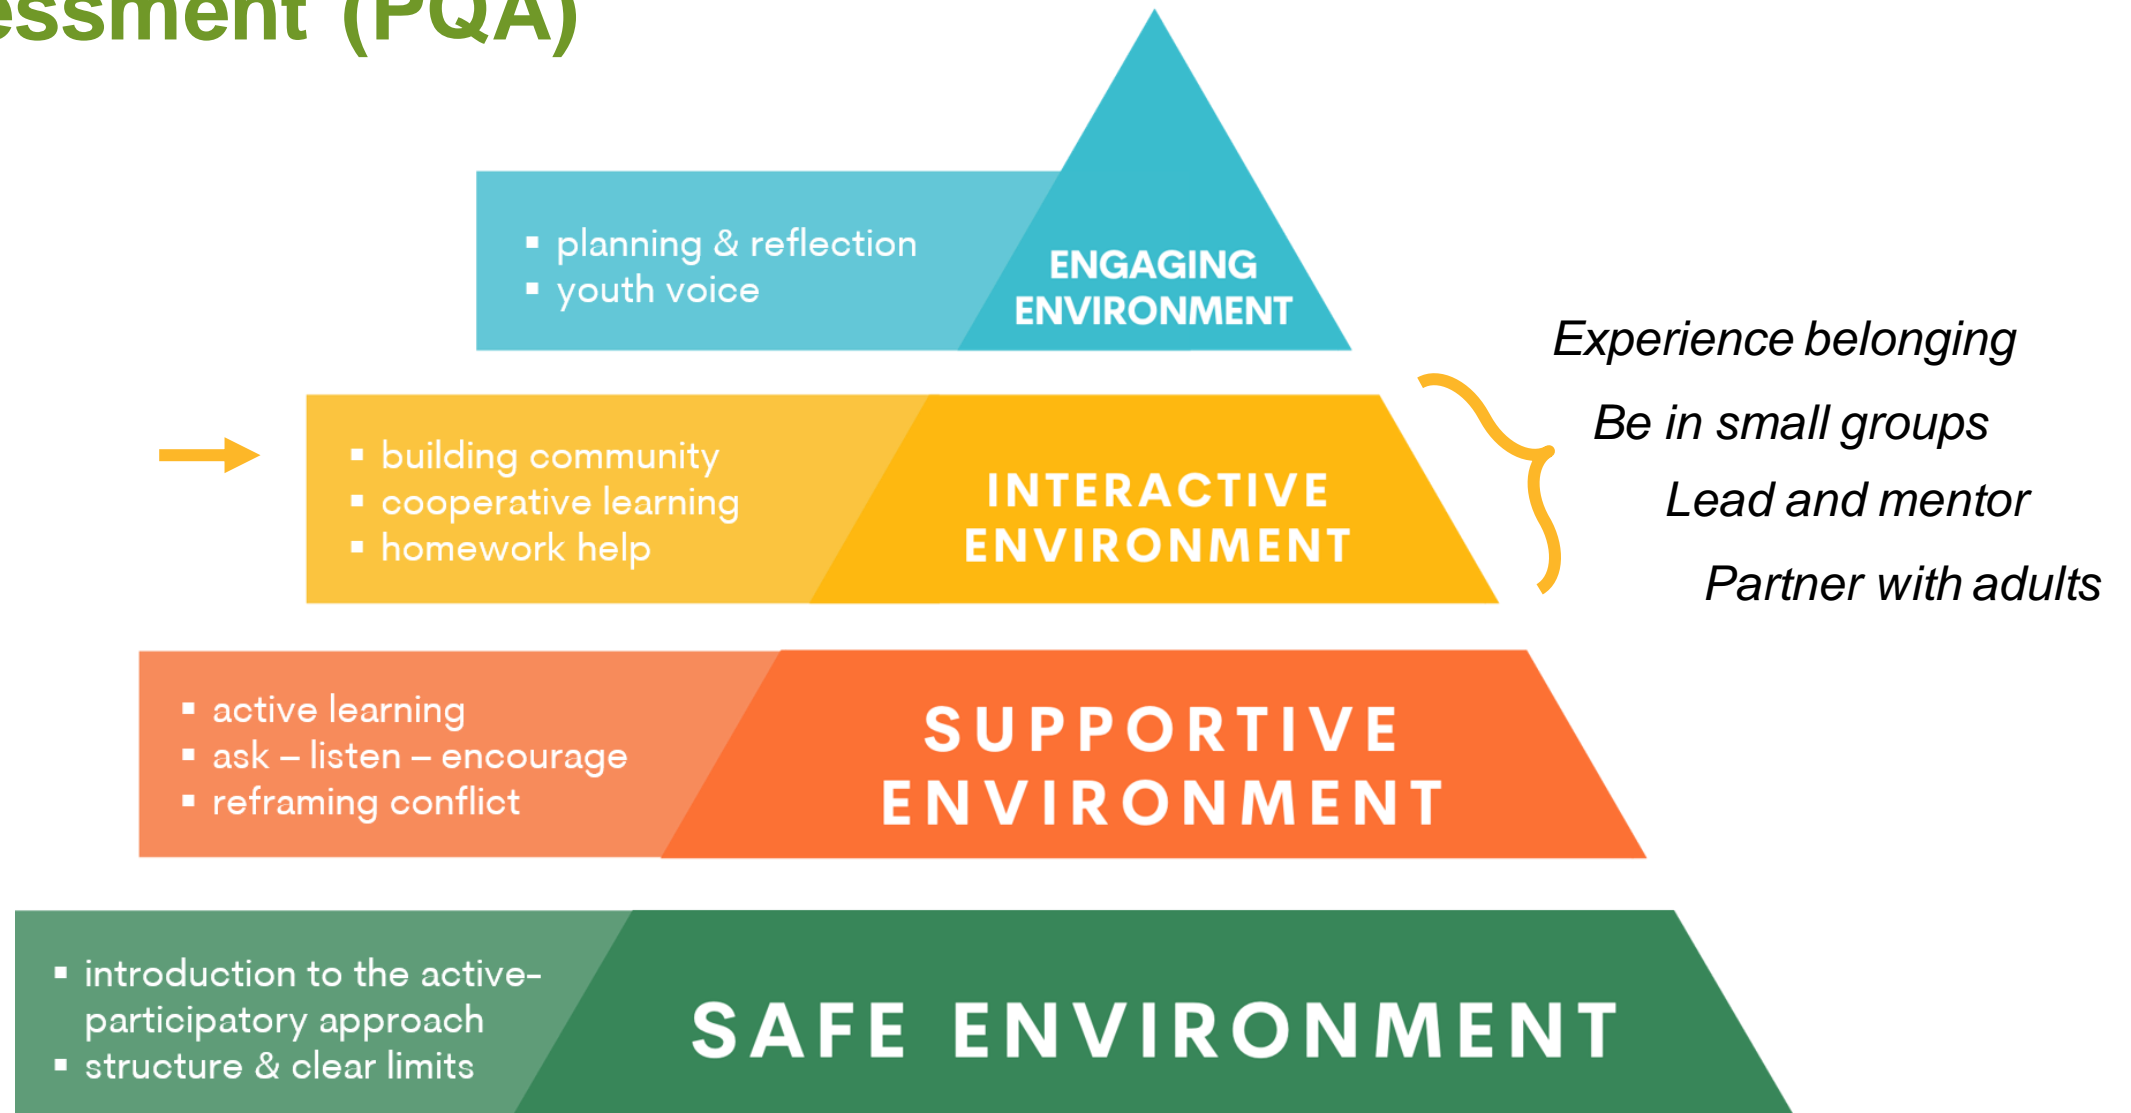 essment (PQA)
▪ planning & reflection
▪ youth voice
ENGAGING
ENVIRONMENT
Experience belonging
Be in small groups
Lead and mentor
Partner with adults
▪ building community
▪ cooperative learning
▪ homework help
INTERACTIVE
ENVIRONMENT
▪ active learning
▪ ask – listen – encourage
▪ reframing conflict
SUPPORTIVE
ENVIRONMENT
▪ introduction to the active-
participatory approach
▪ structure & clear limits
SAFE ENVIRONMENT